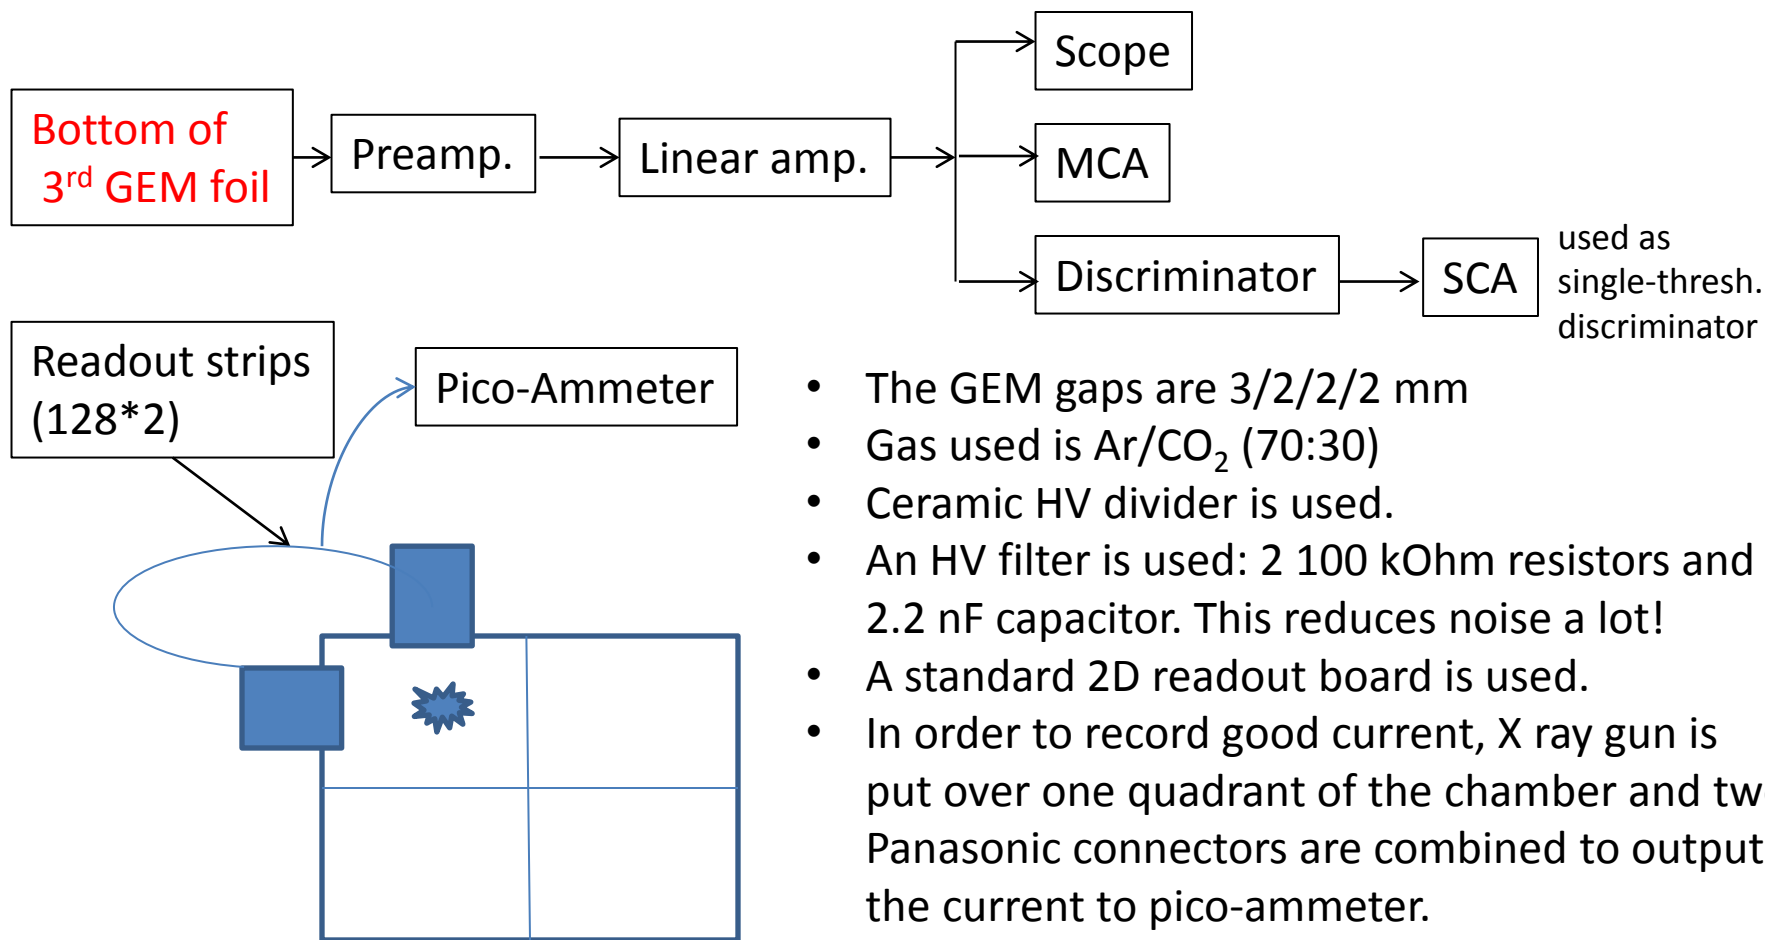 Scope
Bottom of
3rd GEM foil
Preamp.
Linear amp.
MCA
Discriminator
SCA
used as
single-thresh.
discriminator
Readout strips
(128*2)
Pico-Ammeter
• The GEM gaps are 3/2/2/2 mm
• Gas used is Ar/CO2 (70:30)
• Ceramic HV divider is used.
• An HV filter is used: 2 100 kOhm resistors and
2.2 nF capacitor. This reduces noise a lot!
• A standard 2D readout board is used.
• In order to record good current, X ray gun is
put over one quadrant of the chamber and tw
Panasonic connectors are combined to output
the current to pico-ammeter.